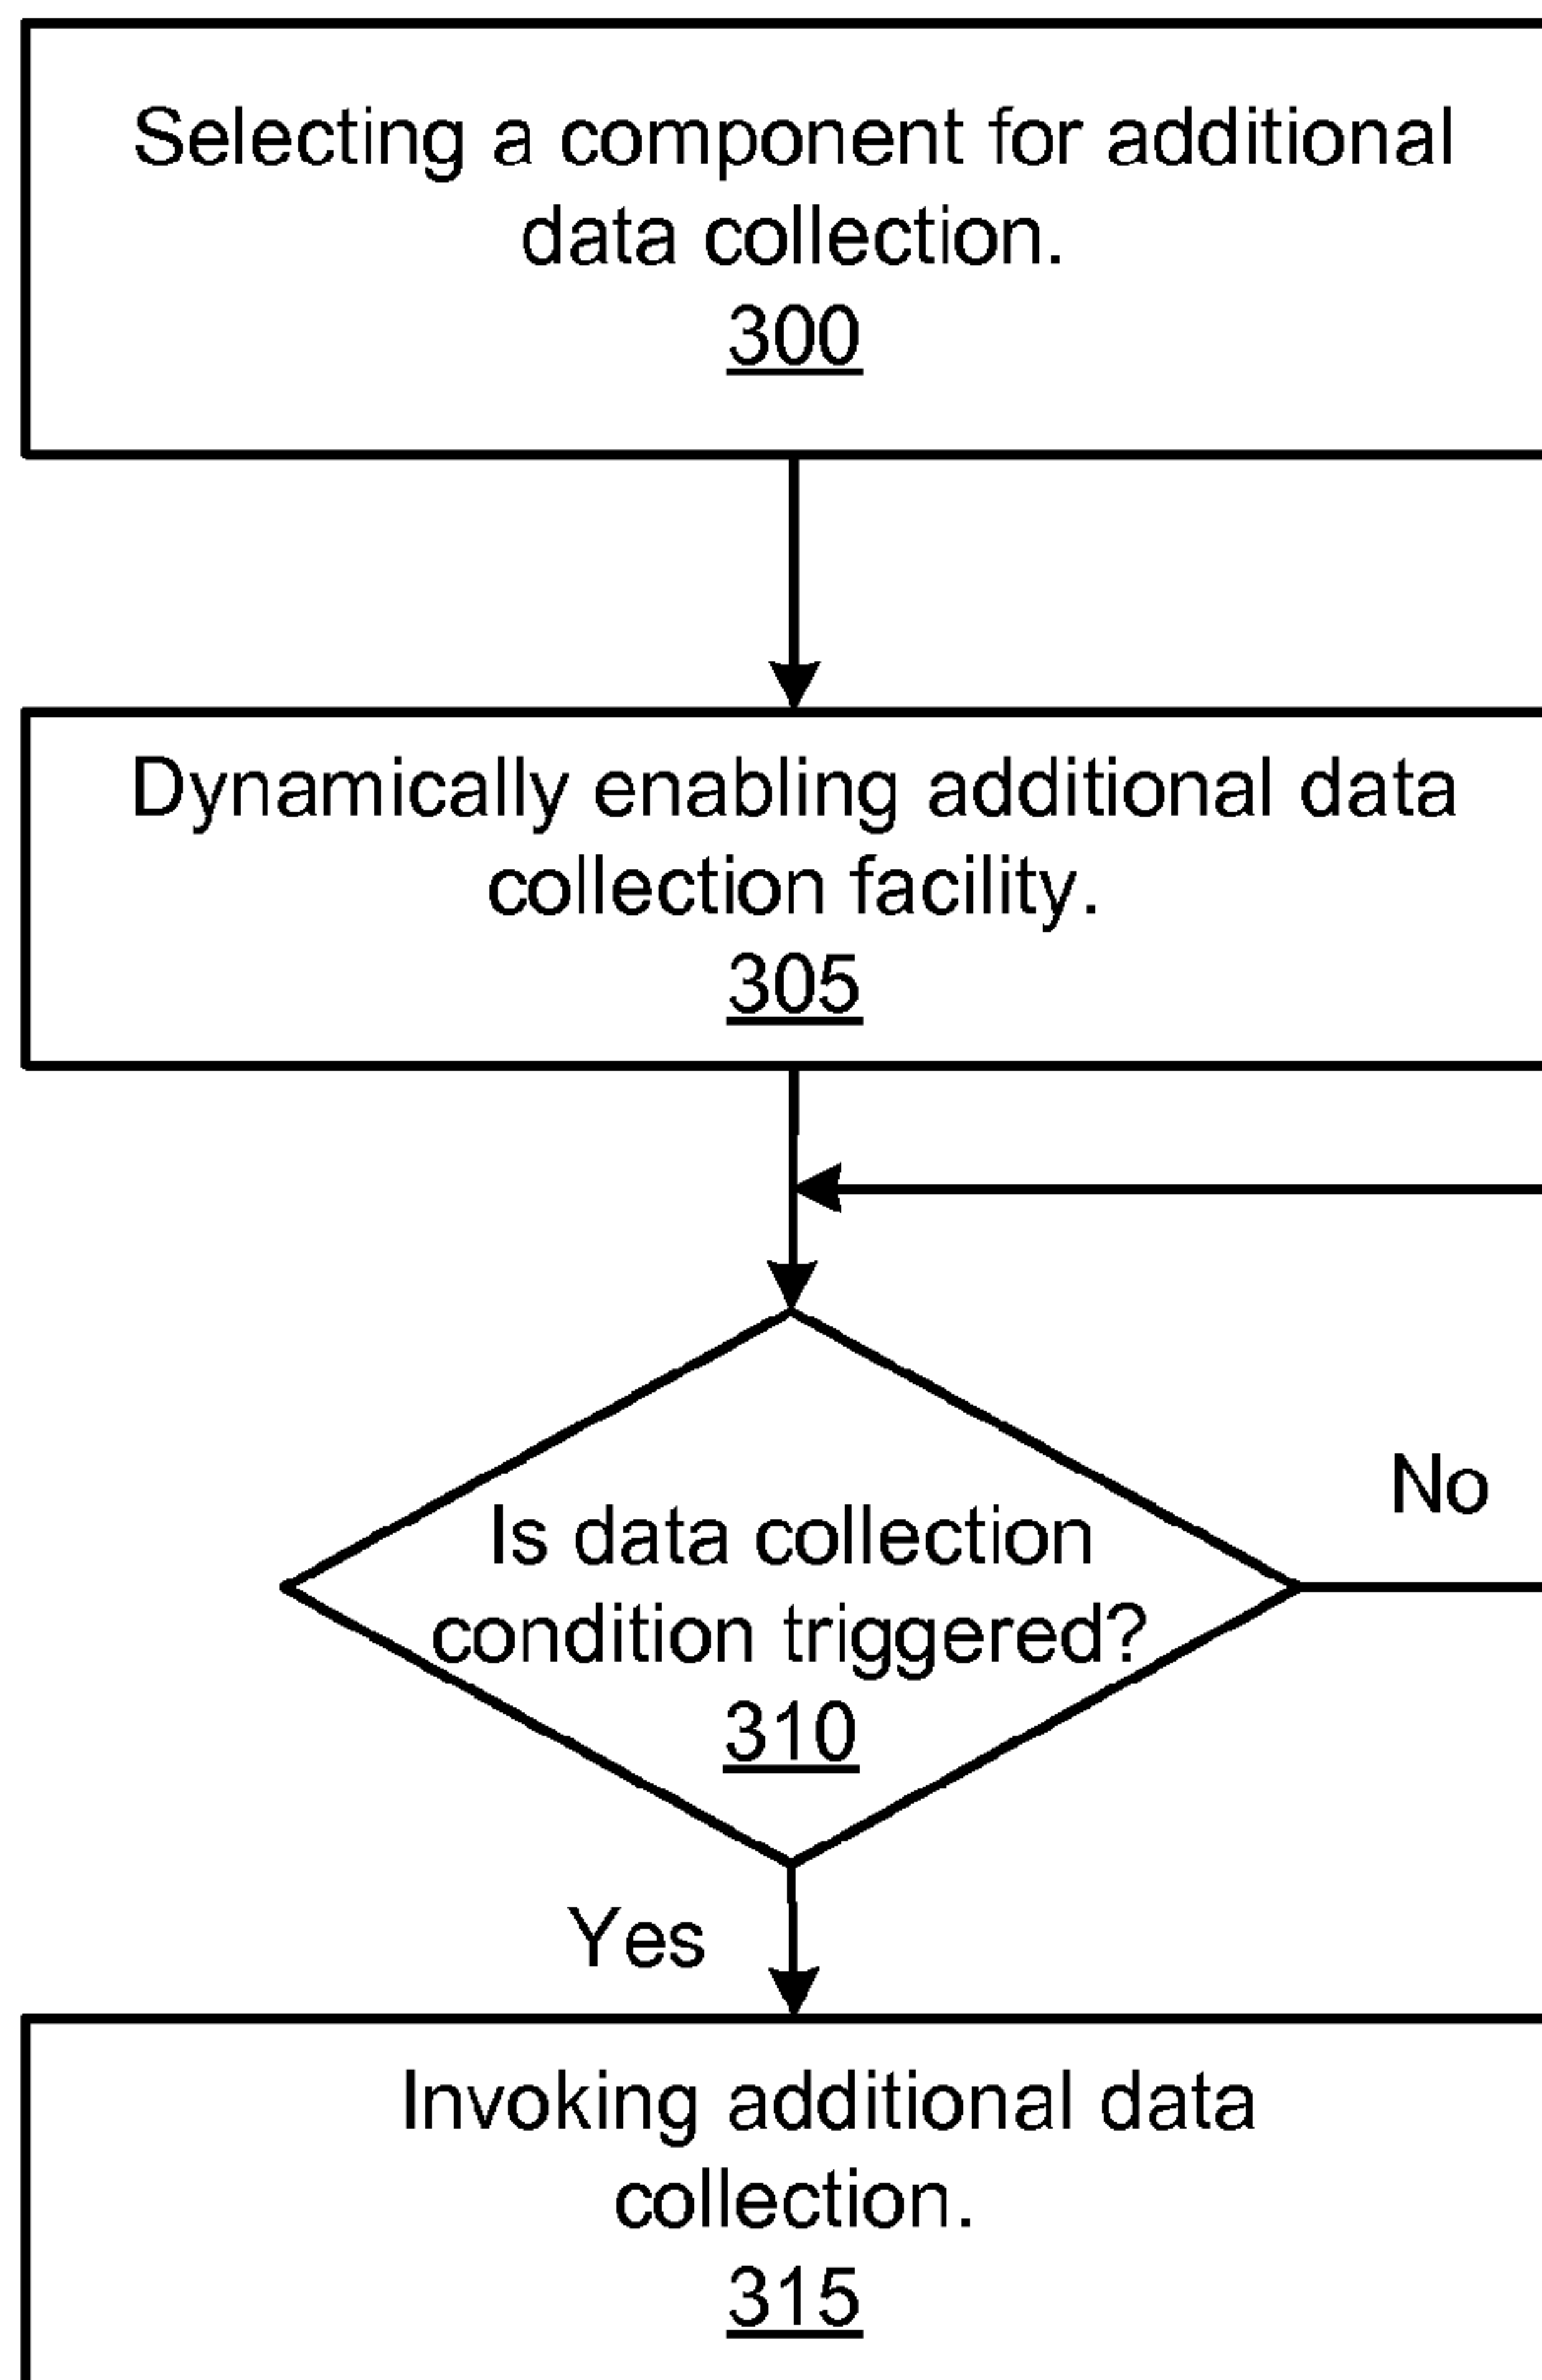 Selecting a component for additional
data collection.
300
Dynamically enabling additional data
collection facility.
305
No
Is data collection
condition triggered?
310
Yes
Invoking additional data
collection.
315